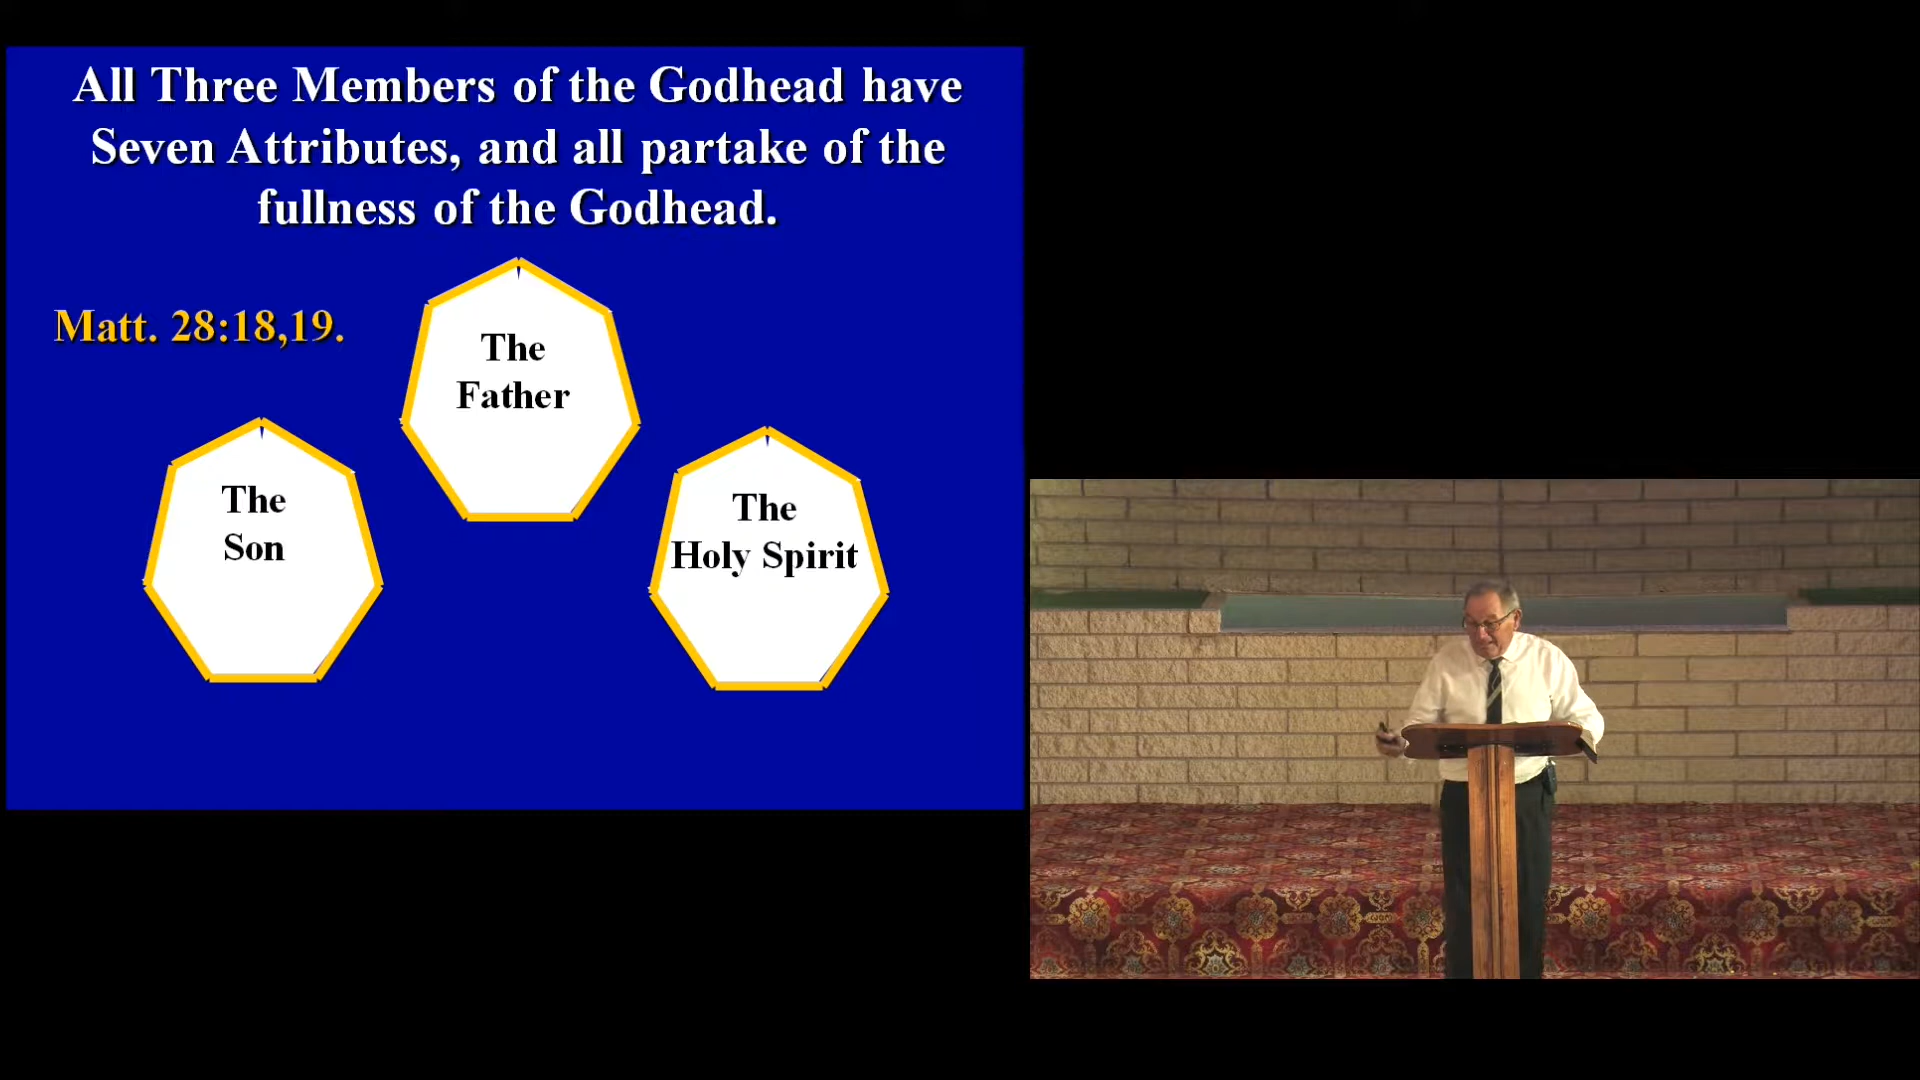 All Three Members of the Godhead have
Seven Attributes, and all partake of the
fullness of the Godhead.
Matt. 28:18,19.
The
Father
The
Son
The
Holy Spirit